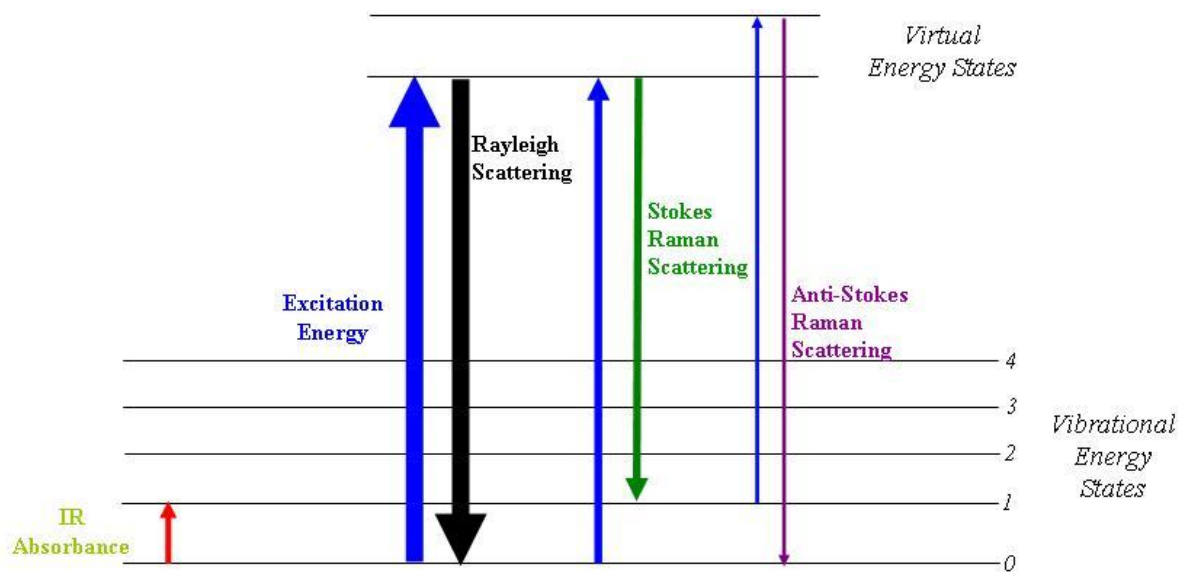 Virtual
Energy States
Rayleigh
Scattering
Stokes
Raman
Scattering
Excitation
Energy
Anti-Stokes
Raman
Scattering
4
3
2
1
0
Vibrational
Energy
States
IR
Absorbance